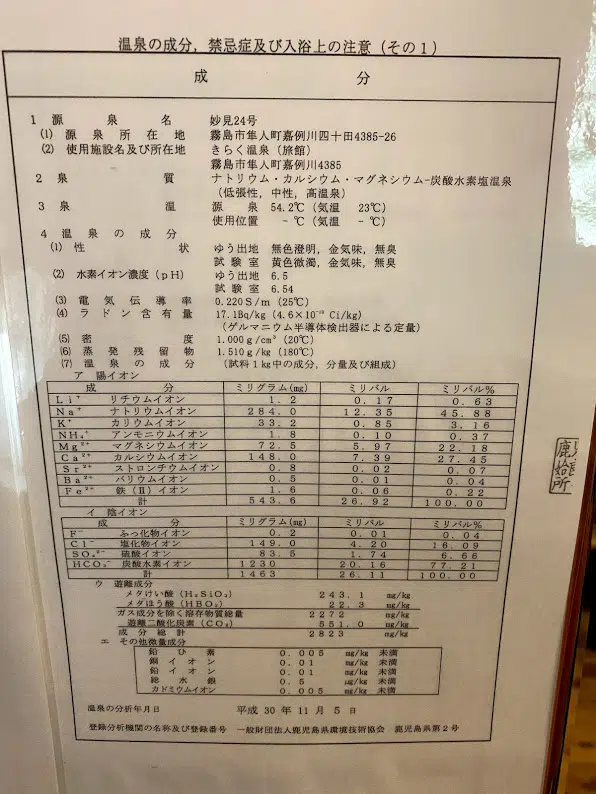 温泉の成分，禁忌症及び入浴上の注意（その１）
成 分
1 源泉名 妙見24号
(1) 源泉所在地 霧島市隼人町嘉例川四十田4385-26
(2) 使用施設名及び所在地 きらく温泉（旅館）
霧島市隼人町嘉例川4385
2 泉質 ナトリウム・カルシウム・マグネシウム－炭酸水素塩温泉
（低張性，中性，高温泉）
3 泉温 源泉 54.2℃（気温 23℃）
使用位置 - ℃（気温 - ℃）
4 温泉の成分
(1) 性状 ゆう出地 無色澄明，金気味，無臭
試験室 黄色微濁，金気味，無臭
(2) 水素イオン濃度（pH） ゆう出地 6.5
試験室 6.54
(3) 電気伝導率 0.220S/m（25℃）
(4) ラドン含有量 17.1Bq/kg（4.6×10⁻¹⁰ Ci/kg）
（ゲルマニウム半導体検出器による定量）
(5) 密度 1.000g/cm³（20℃）
(6) 蒸発残留物 1.510g/kg（180℃）
(7) 温泉の成分 （試料1kg中の成分，分量及び組成）
ア 陽イオン
成分 ミリグラム(mg) ミリバル ミリバル%
Li⁺ リチウムイオン 1.2 0.17 0.63
Na⁺ ナトリウムイオン 284.0 12.35 45.88
K⁺ カリウムイオン 33.2 0.85 3.16
NH₄⁺ アンモニウムイオン 1.8 0.10 0.37
Mg²⁺ マグネシウムイオン 72.5 5.97 22.18
Ca²⁺ カルシウムイオン 148.0 7.39 27.45
Sr²⁺ ストロンチウムイオン 0.8 0.02 0.07
Ba²⁺ バリウムイオン 0.5 0.01 0.04
Fe²⁺ 鉄（Ⅱ）イオン 1.6 0.06 0.22
計 543.6 26.92 100.00
イ 陰イオン
成分 ミリグラム(mg) ミリバル ミリバル%
F⁻ ふっ化物イオン 0.2 0.01 0.04
Cl⁻ 塩化物イオン 149.0 4.20 16.09
SO₄²⁻ 硫酸イオン 83.5 1.74 6.66
HCO₃⁻ 炭酸水素イオン 1230 20.16 77.21
計 1463 26.11 100.00
ウ 遊離成分
メタけい酸（H₂SiO₃） 243.1 mg/kg
メタほう酸（HBO₂） 22.3 mg/kg
ガス成分を除く溶存物質総量 2272 mg/kg
遊離二酸化炭素（CO₂） 551.0 mg/kg
成分総計 2823 mg/kg
エ その他微量成分
総ひ素 0.005 mg/kg 未満
銅イオン 0.01 mg/kg 未満
鉛イオン 0.01 mg/kg 未満
総水銀 0.5 μg/kg 未満
カドミウムイオン 0.005 mg/kg 未満
温泉の分析年月日 平成 30 年 11 月 5 日
登録分析機関の名称及び登録番号 一般財団法人鹿児島県環境技術協会 鹿児島県第2号